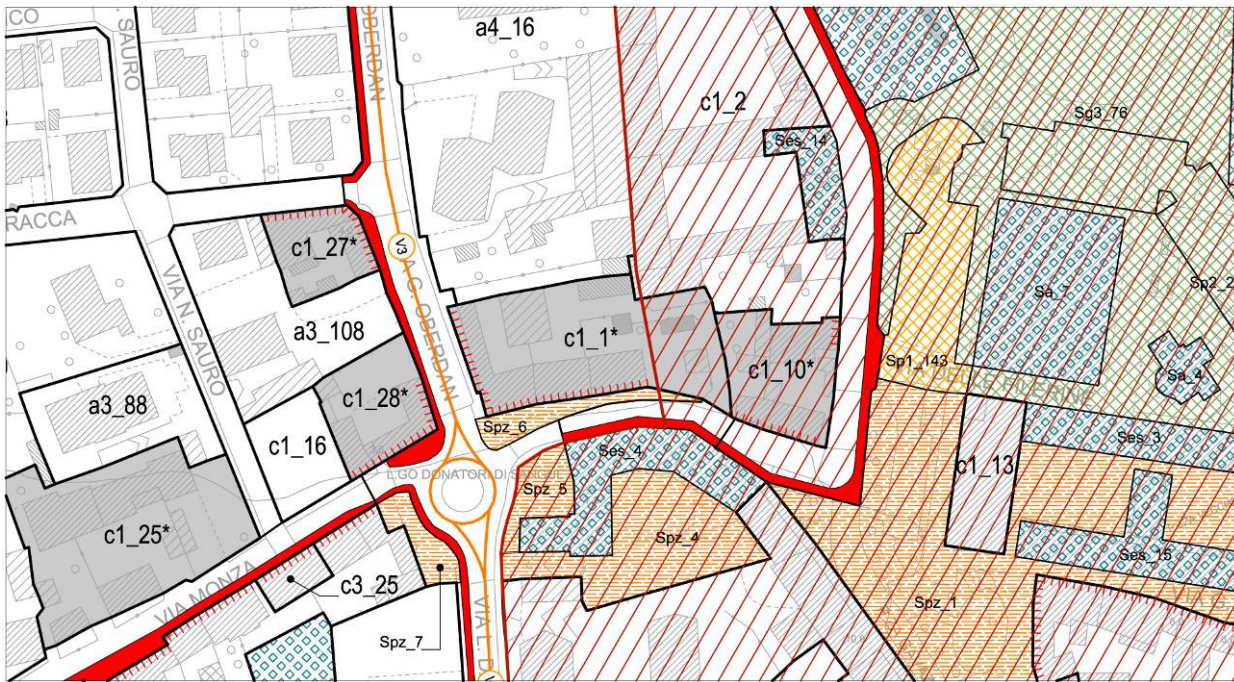 CO
. SAURO
OBERDAN
a4_16
c1_2
Ses_14
Sg3_76
RACCA
c1_27*
V3
A C. OBERDAN
a3_108
VIA N. SAURO
c1_1*
c1_10*
Sa_7
Sp2_2
Sa_4
Sp1_143
a3_88
c1_28*
c1_16
Spz_6
L.GO DONATORI DI SANGUE
Ses_4
Spz_5
Ses_3
c1_13
c1_25*
Spz_4
Ses_15
VIA MONZA
c3_25
Spz_1
Spz_7
VIA L. D